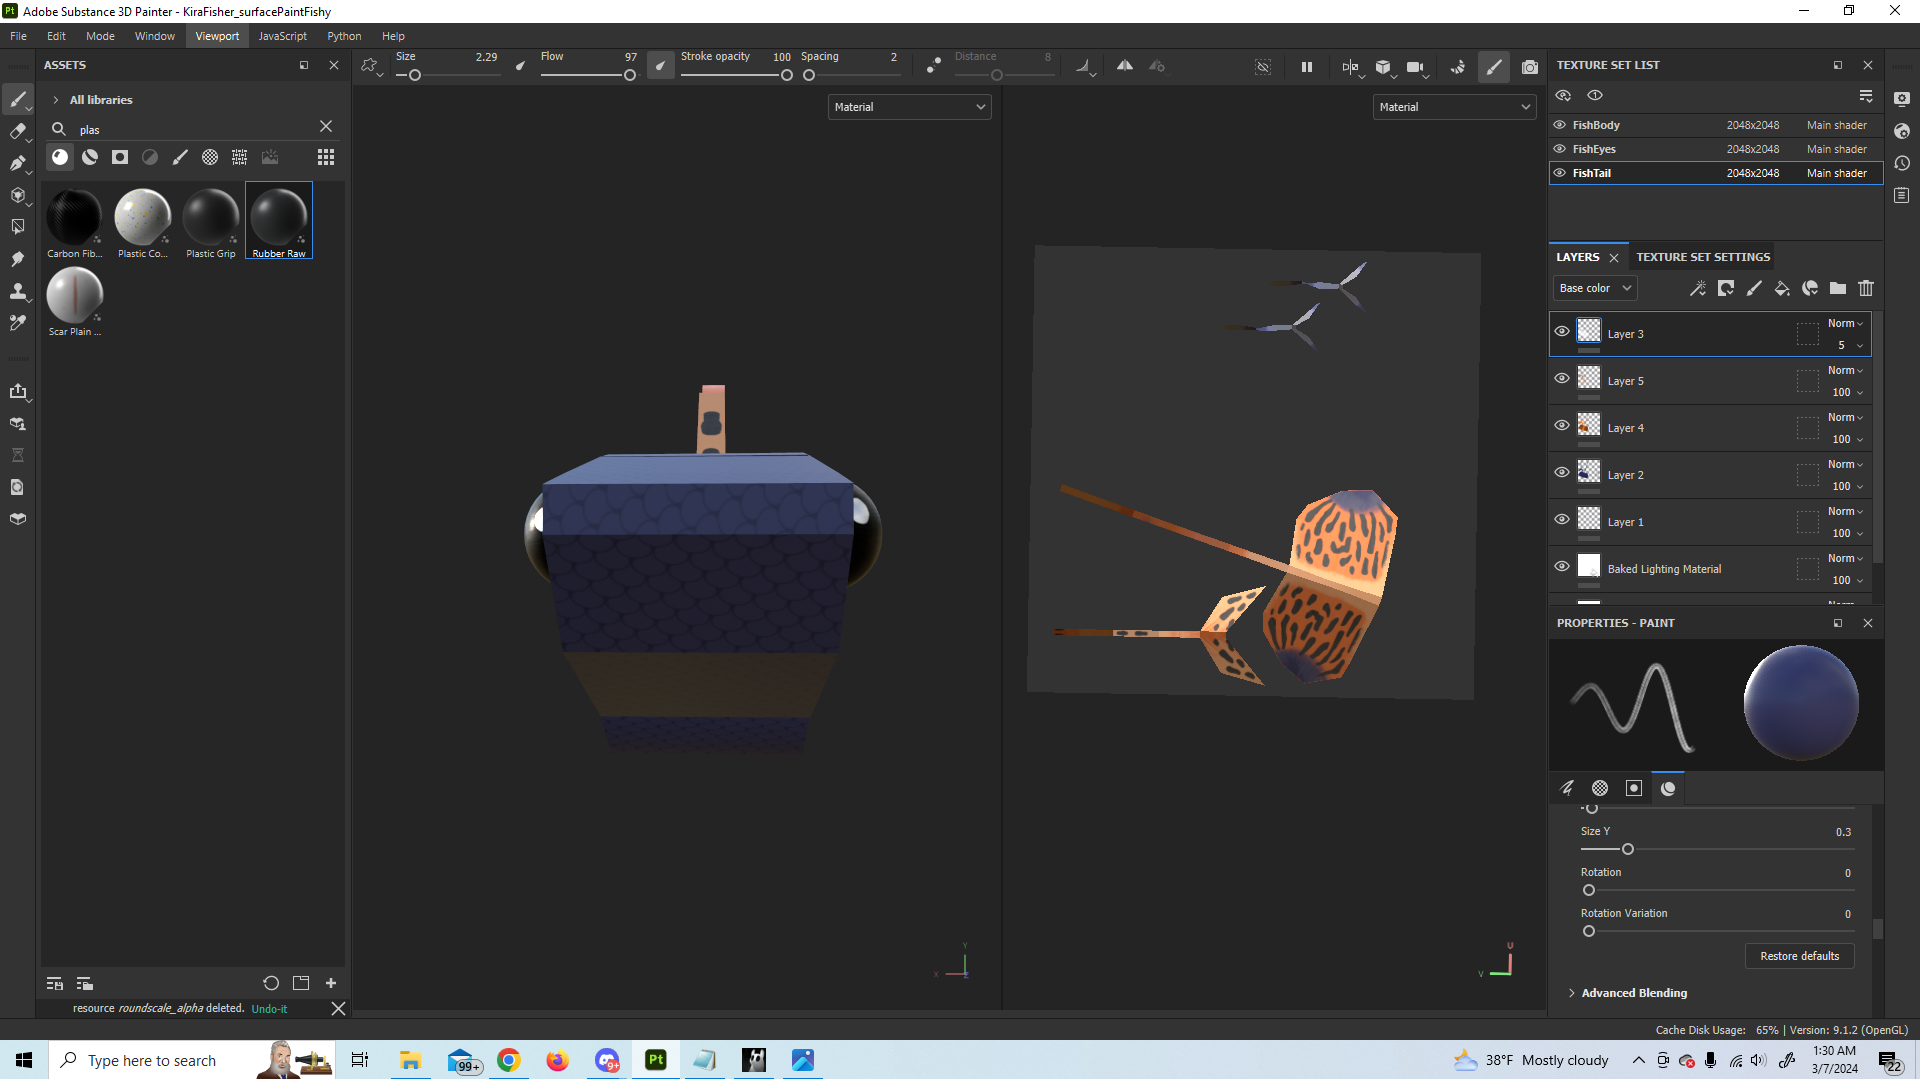 Pt Adobe Substance 3D Painter - KiraFisher_surfacePaintFishy
File Edit Mode Window Viewport JavaScript Python Help
ASSETS
All libraries
plas
Carbon Fib... Plastic Co... Plastic Grip Rubber Raw
Scar Plain ...
resource roundscale_alpha deleted. Undo-it
Size 2.29 Flow 97 Stroke opacity 100 Spacing 2 Distance 8
Material
Material
Y
X Z
U
V
TEXTURE SET LIST
1
FishBody 2048x2048 Main shader
FishEyes 2048x2048 Main shader
FishTail 2048x2048 Main shader
LAYERS TEXTURE SET SETTINGS
Base color
Layer 3 Norm
5
Layer 5 Norm
100
Layer 4 Norm
100
Layer 2 Norm
100
Layer 1 Norm
100
Baked Lighting Material Norm
100
PROPERTIES - PAINT
Size Y 0.3
Rotation 0
Rotation Variation 0
Restore defaults
Advanced Blending
Cache Disk Usage: 65% | Version: 9.1.2 (OpenGL)
Type here to search
99+
9+
Pt
38°F Mostly cloudy
1:30 AM
3/7/2024
22